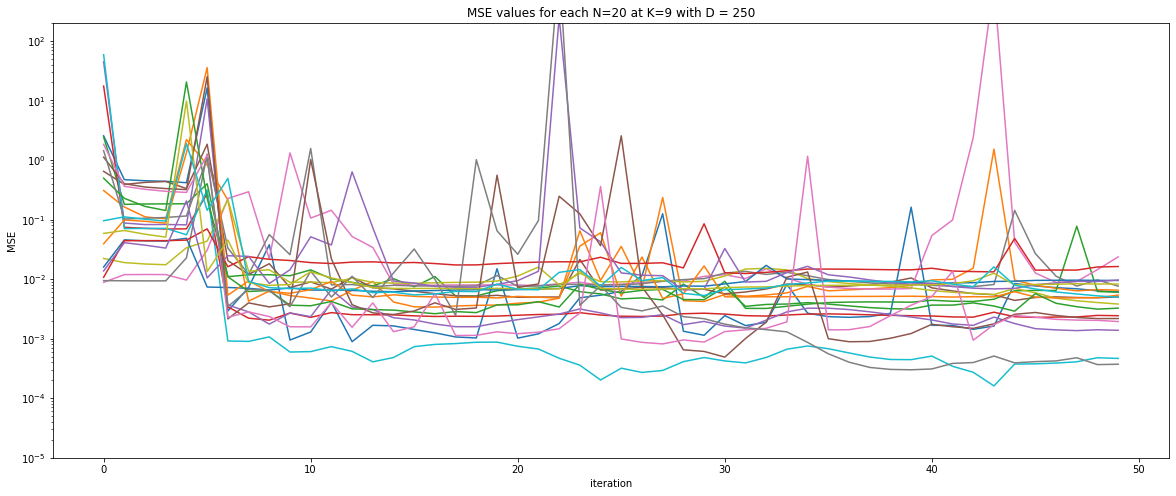 MSE values for each N=20 at K=9 with D = 250
10²
10¹
10⁰
10⁻¹
10⁻²
10⁻³
10⁻⁴
10⁻⁵
MSE
0 10 20 30 40 50
iteration